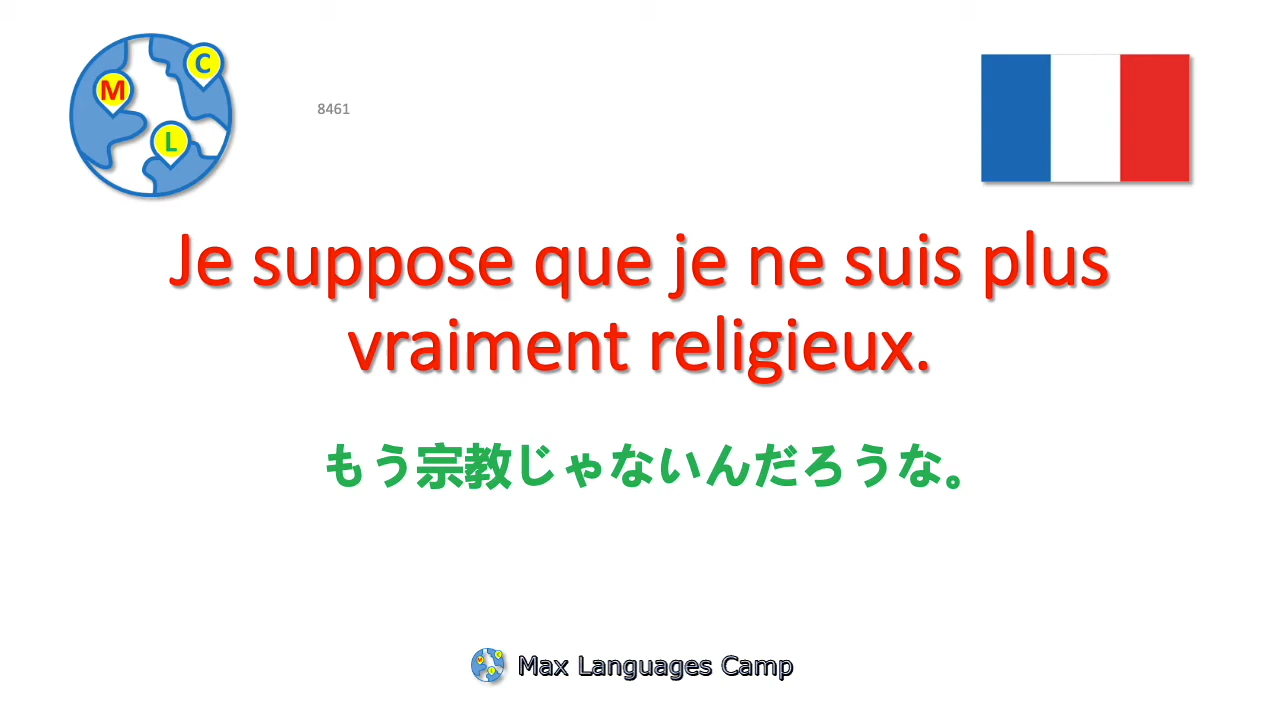 M
C
L
8461
Je suppose que je ne suis plus
vraiment religieux.
もう宗教じゃないんだろうな。
Max Languages Camp